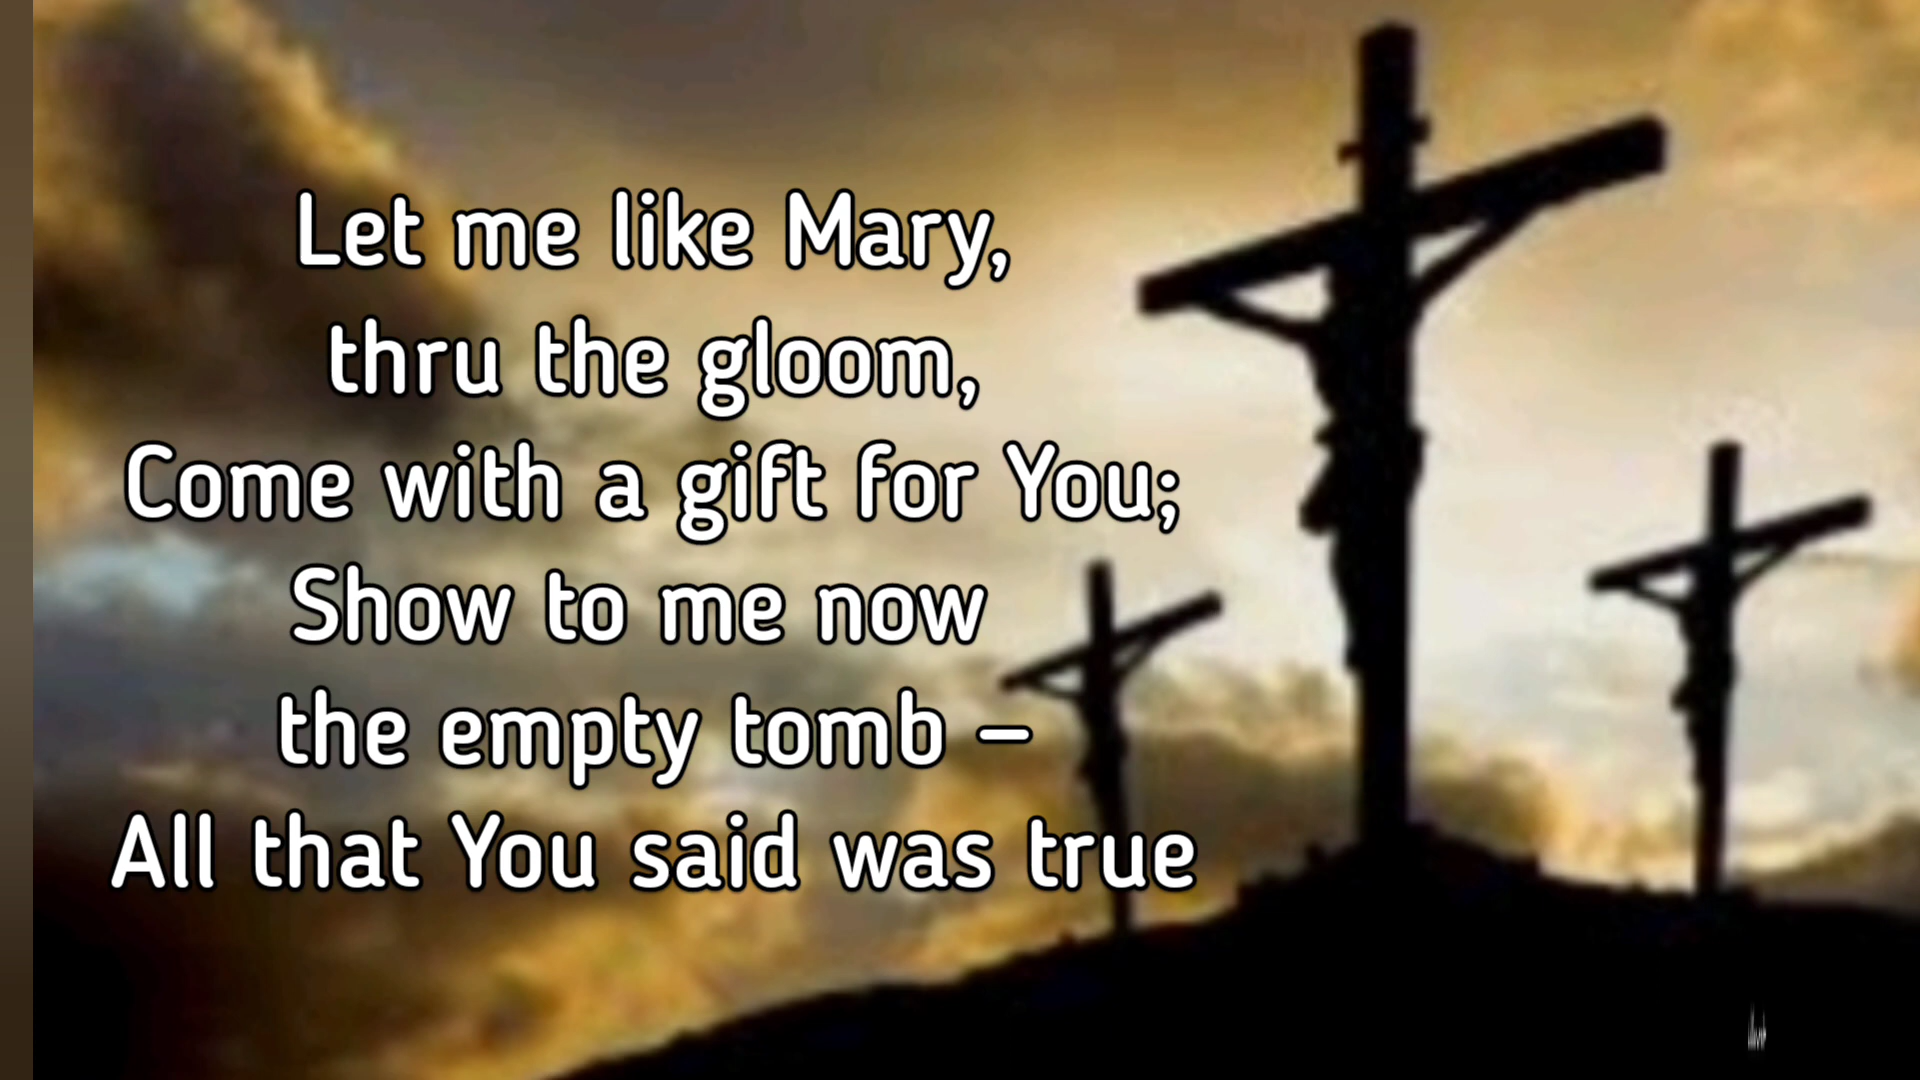 Let me like Mary,
thru the gloom,
Come with a gift for You;
Show to me now
the empty tomb –
All that You said was true